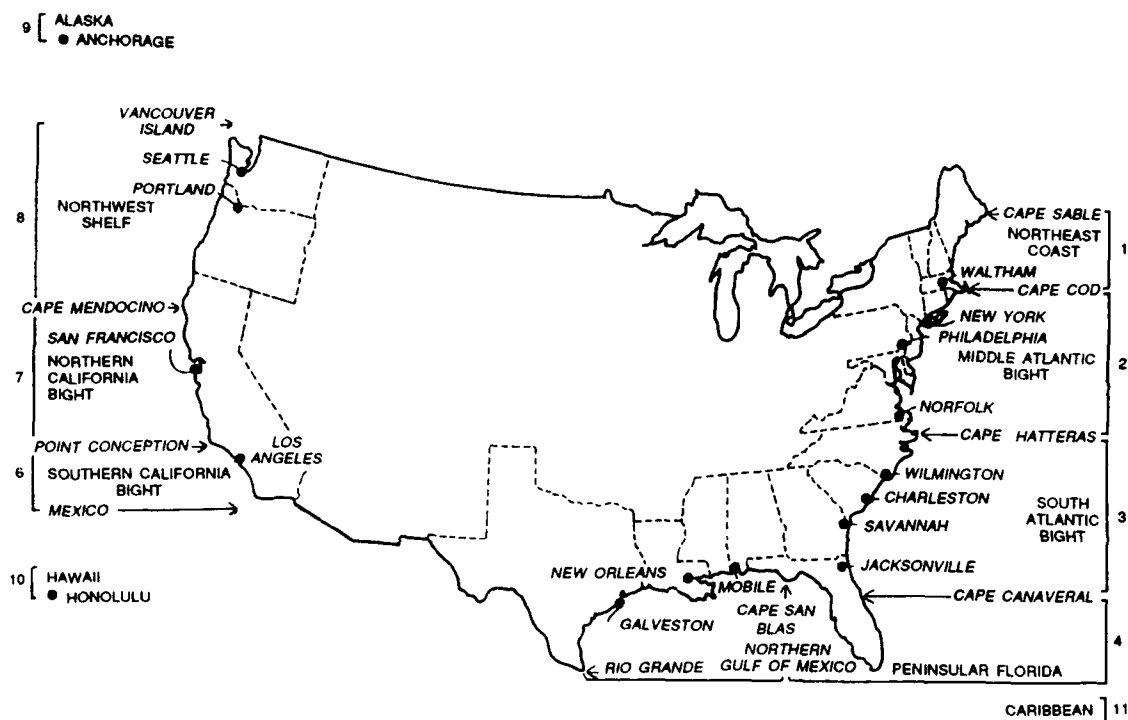 9 ALASKA
ANCHORAGE
VANCOUVER
ISLAND
SEATTLE
PORTLAND
8 NORTHWEST
SHELF
CAPE MENDOCINO
SAN FRANCISCO
7 NORTHERN
CALIFORNIA
BIGHT
POINT CONCEPTION
LOS
ANGELES
6 SOUTHERN CALIFORNIA
BIGHT
MEXICO
10 HAWAII
HONOLULU
CAPE SABLE
NORTHEAST
COAST 1
WALTHAM
CAPE COD
NEW YORK
PHILADELPHIA
MIDDLE ATLANTIC
BIGHT 2
NORFOLK
CAPE HATTERAS
WILMINGTON
CHARLESTON
SOUTH
ATLANTIC
BIGHT 3
SAVANNAH
JACKSONVILLE
CAPE CANAVERAL
NEW ORLEANS
MOBILE
GALVESTON
CAPE SAN
BLAS
NORTHERN
GULF OF MEXICO
RIO GRANDE
PENINSULAR FLORIDA
4
CARIBBEAN 11